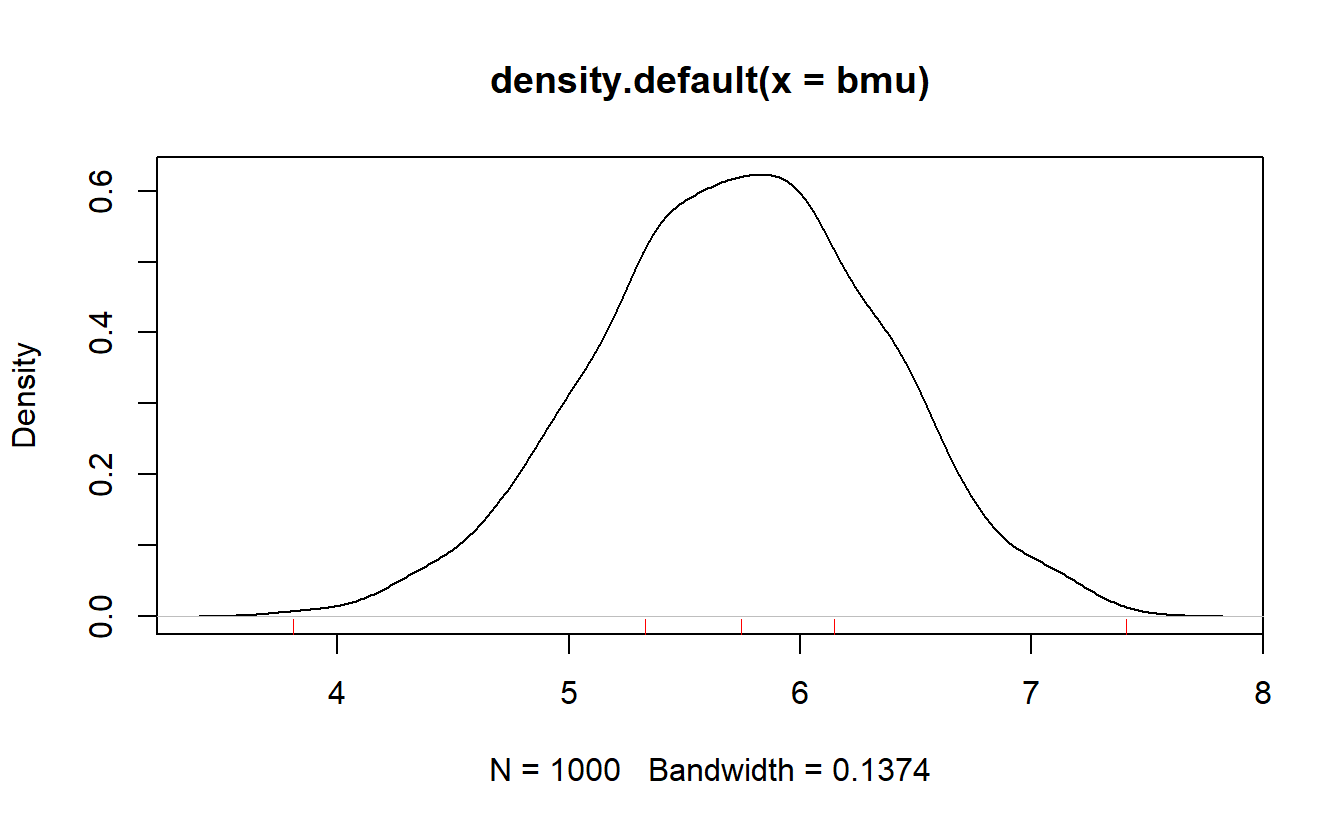 density.default(x = bmu)
Density
0.0 0.2 0.4 0.6
4 5 6 7 8
N = 1000 Bandwidth = 0.1374